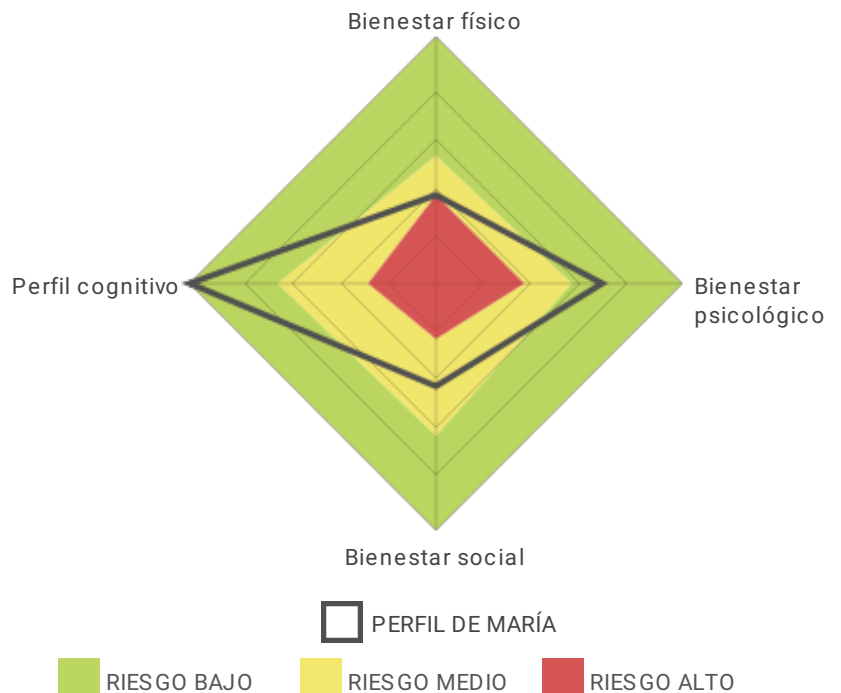 Bienestar físico
Perfil cognitivo
Bienestar
psicológico
Bienestar social
PERFIL DE MARÍA
RIESGO BAJO
RIESGO MEDIO
RIESGO ALTO